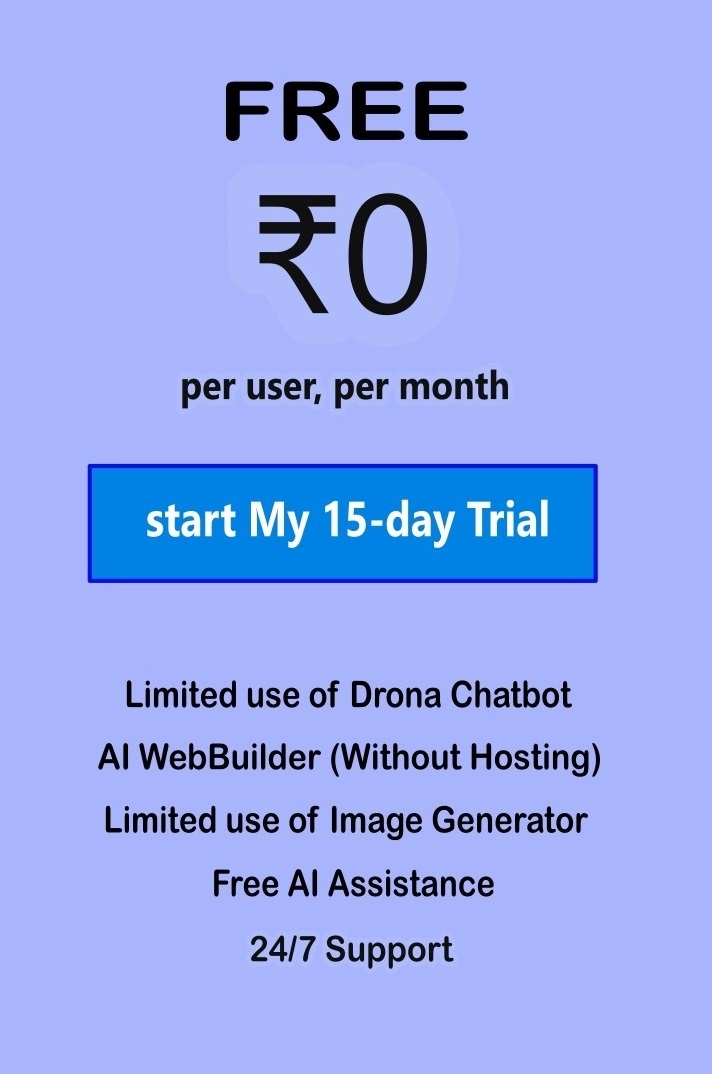 FREE
₹0
per user, per month
start My 15-day Trial
Limited use of Drona Chatbot
AI WebBuilder (Without Hosting)
Limited use of Image Generator
Free AI Assistance
24/7 Support